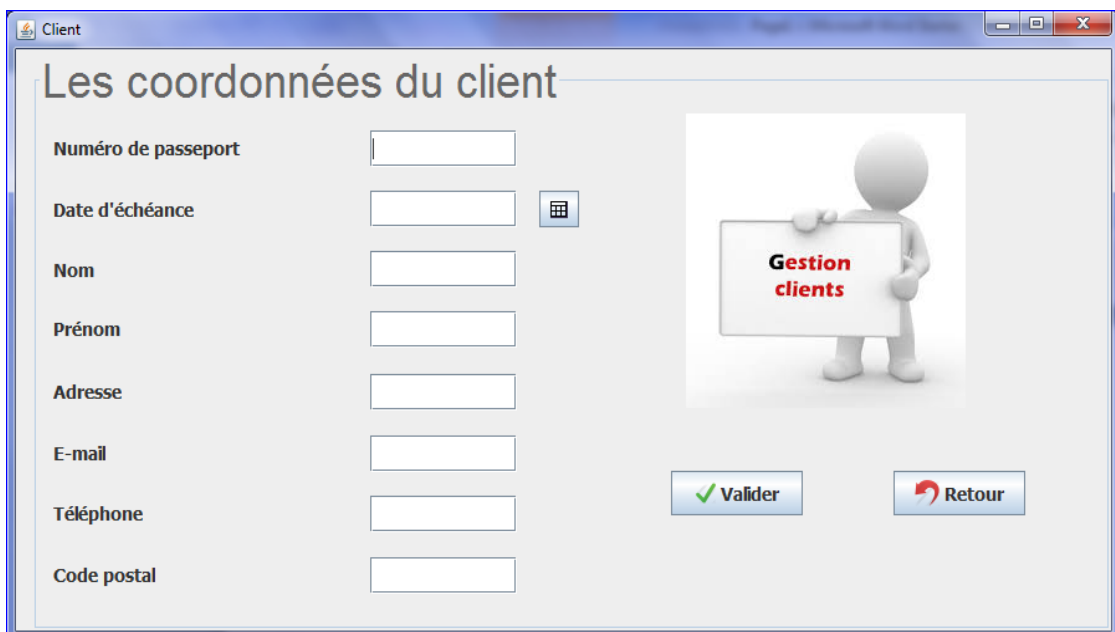 Client
Les coordonnées du client
Numéro de passeport
Date d'échéance
Nom
Prénom
Adresse
E-mail
Téléphone
Code postal
Gestion
clients
Valider
Retour